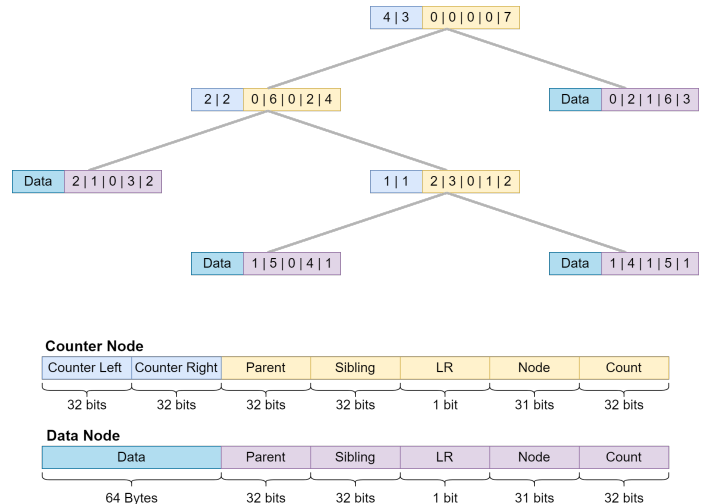 4 | 3 0 | 0 | 0 | 0 | 7
2 | 2 0 | 6 | 0 | 2 | 4 Data 0 | 2 | 1 | 6 | 3
Data 2 | 1 | 0 | 3 | 2 1 | 1 2 | 3 | 0 | 1 | 2
Data 1 | 5 | 0 | 4 | 1 Data 1 | 4 | 1 | 5 | 1
Counter Node
Counter Left Counter Right Parent Sibling LR Node Count
32 bits 32 bits 32 bits 32 bits 1 bit 31 bits 32 bits
Data Node
Data Parent Sibling LR Node Count
64 Bytes 32 bits 32 bits 1 bit 31 bits 32 bits